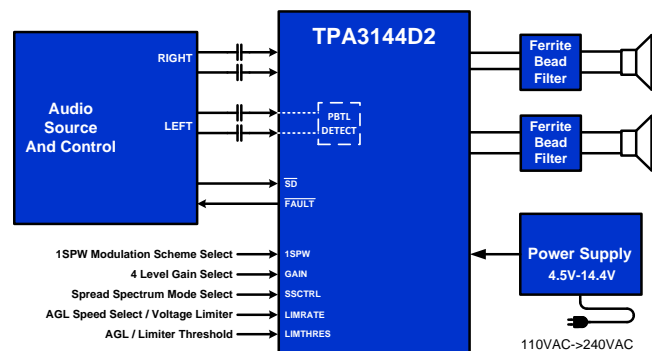 TPA3144D2
RIGHT
LEFT
Audio
Source
And Control
PBTL
DETECT
SD
FAULT
Ferrite
Bead
Filter
Ferrite
Bead
Filter
1SPW Modulation Scheme Select
1SPW
4 Level Gain Select
GAIN
Spread Spectrum Mode Select
SSCTRL
AGL Speed Select / Voltage Limiter
LIMRATE
AGL / Limiter Threshold
LIMTHRES
Power Supply
4.5V-14.4V
110VAC->240VAC